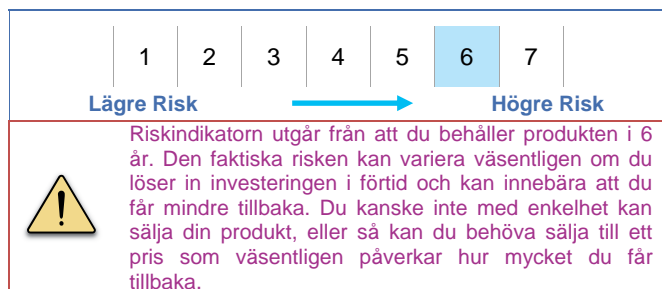 1 2 3 4 5 6 7
Lägre Risk Högre Risk
Riskindikatorn utgår från att du behåller produkten i 6
år. Den faktiska risken kan variera väsentligen om du
löser in investeringen i förtid och kan innebära att du
får mindre tillbaka. Du kanske inte med enkelhet kan
sälja din produkt, eller så kan du behöva sälja till ett
pris som väsentligen påverkar hur mycket du får
tillbaka.